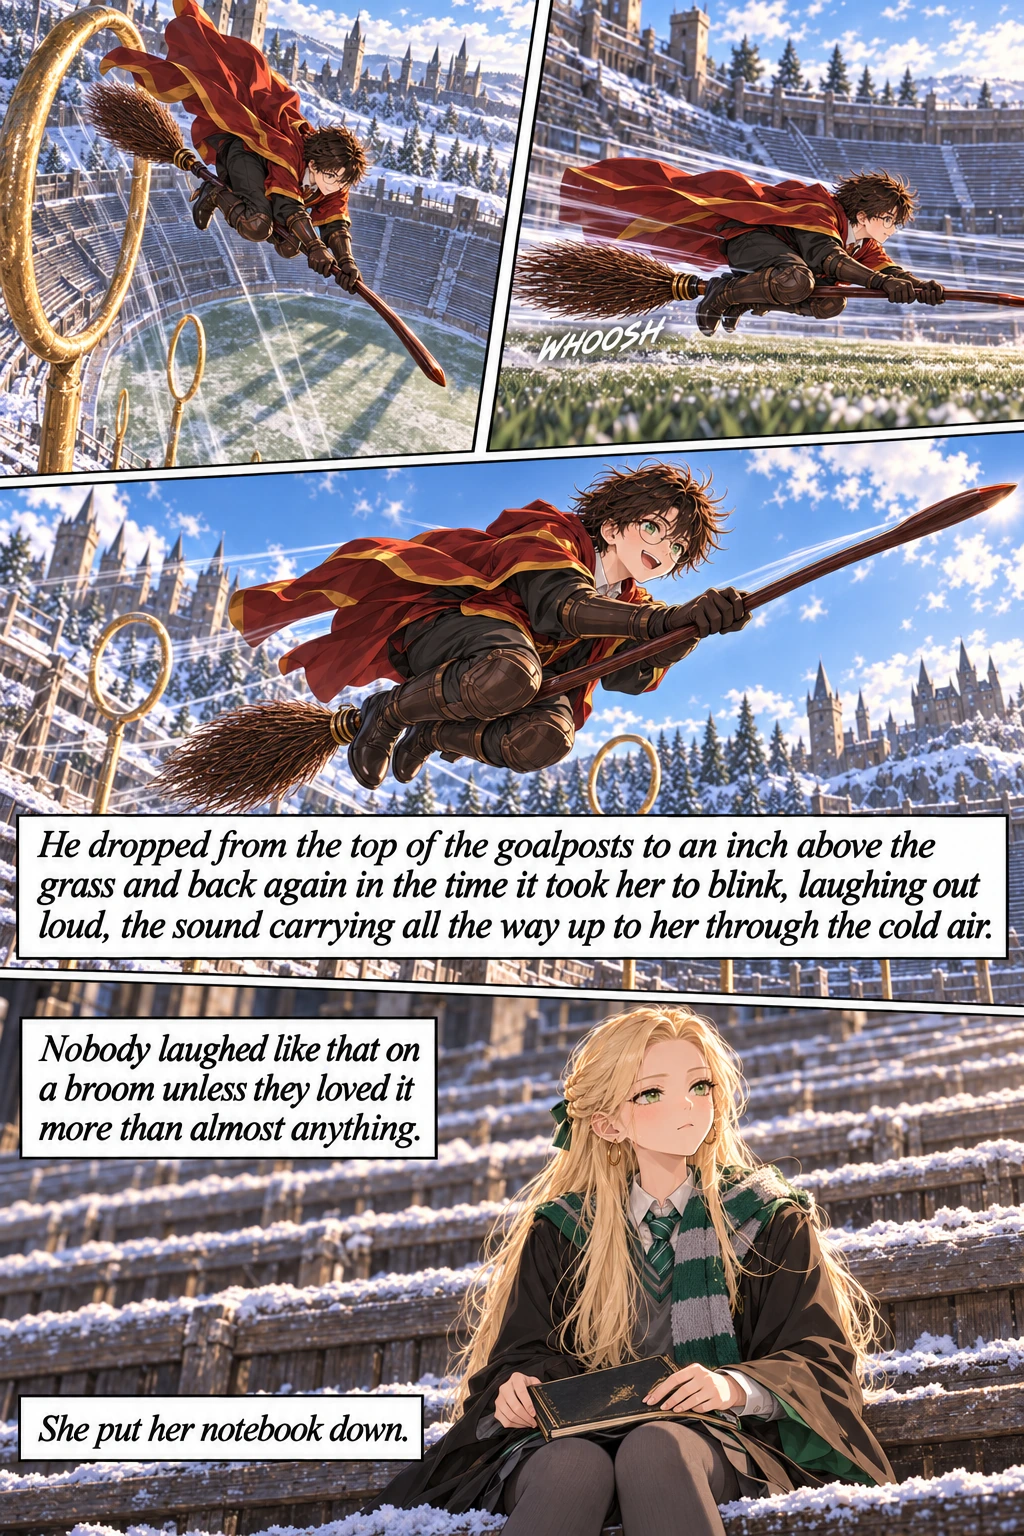 WHOOSH
He dropped from the top of the goalposts to an inch above the
grass and back again in the time it took her to blink, laughing out
loud, the sound carrying all the way up to her through the cold air.
Nobody laughed like that on
a broom unless they loved it
more than almost anything.
She put her notebook down.